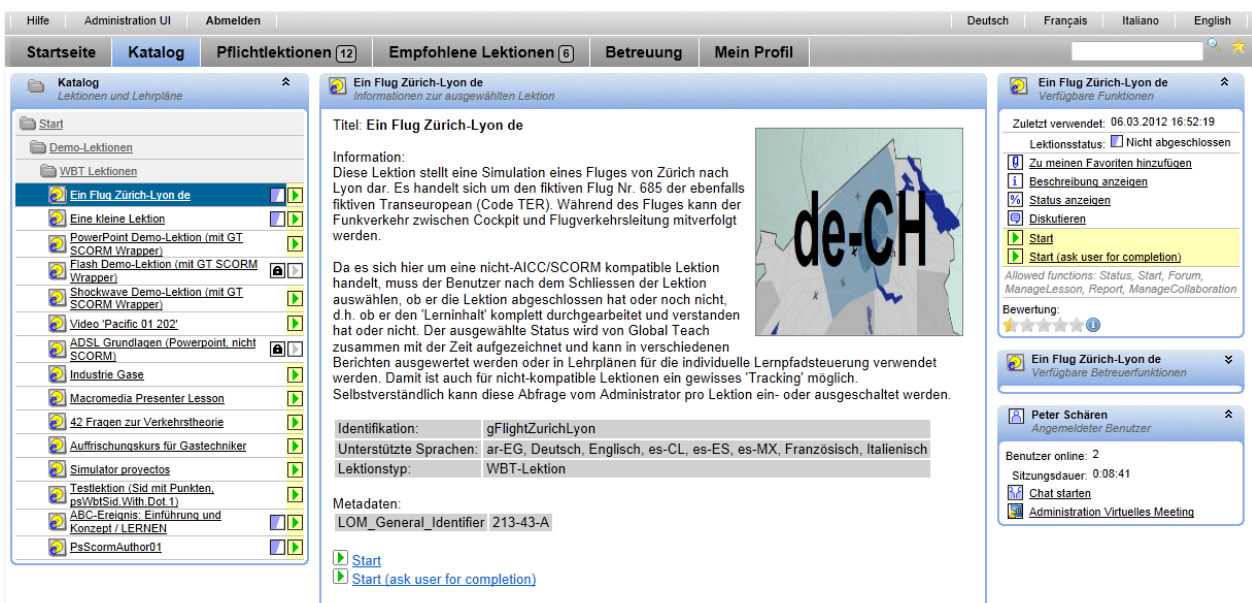 Hilfe Administration UI Abmelden Deutsch Français Italiano English
Startseite Katalog Pflichtlektionen 12 Empfohlene Lektionen 6 Betreuung Mein Profil
Katalog
Lektionen und Lehrpläne
Start
Demo-Lektionen
WBT Lektionen
Ein Flug Zürich-Lyon de
Eine kleine Lektion
PowerPoint Demo-Lektion (mit GT
SCORM Wrapper)
Flash Demo-Lektion (mit GT SCORM
Wrapper)
Shockwave Demo-Lektion (mit GT
SCORM Wrapper)
Video 'Pacific 01 202'
ADSL Grundlagen (Powerpoint, nicht
SCORM)
Industrie Gase
Macromedia Presenter Lesson
42 Fragen zur Verkehrstheorie
Auffrischungskurs für Gastechniker
Simulator proyectos
Testlektion (Sid mit Punkten,
psWbtSid.With.Dot.1)
ABC-Ereignis: Einführung und
Konzept / LERNEN
PsScormAuthor01
Ein Flug Zürich-Lyon de
Informationen zur ausgewählten Lektion
Titel: Ein Flug Zürich-Lyon de
Information:
Diese Lektion stellt eine Simulation eines Fluges von Zürich nach
Lyon dar. Es handelt sich um den fiktiven Flug Nr. 685 der ebenfalls
fiktiven Transeuropean (Code TER). Während des Fluges kann der
Funkverkehr zwischen Cockpit und Flugverkehrsleitung mitverfolgt
werden.
Da es sich hier um eine nicht-AICC/SCORM kompatible Lektion
handelt, muss der Benutzer nach dem Schliessen der Lektion
auswählen, ob er die Lektion abgeschlossen hat oder noch nicht,
d.h. ob er den 'Lerninhalt' komplett durchgearbeitet und verstanden
hat oder nicht. Der ausgewählte Status wird von Global Teach
zusammen mit der Zeit aufgezeichnet und kann in verschiedenen
Berichten ausgewertet werden oder in Lehrplänen für die individuelle Lernpfadsteuerung verwendet
werden. Damit ist auch für nicht-kompatible Lektionen ein gewisses 'Tracking' möglich.
Selbstverständlich kann diese Abfrage vom Administrator pro Lektion ein- oder ausgeschaltet werden.
de-CH
Identifikation: gFlightZurichLyon
Unterstützte Sprachen: ar-EG, Deutsch, Englisch, es-CL, es-ES, es-MX, Französisch, Italienisch
Lektionstyp: WBT-Lektion
Metadaten:
LOM_General_Identifier 213-43-A
Start
Start (ask user for completion)
Ein Flug Zürich-Lyon de
Verfügbare Funktionen
Zuletzt verwendet: 06.03.2012 16:52:19
Lektionsstatus: Nicht abgeschlossen
Zu meinen Favoriten hinzufügen
Beschreibung anzeigen
Status anzeigen
Diskutieren
Start
Start (ask user for completion)
Allowed functions: Status, Start, Forum,
ManageLesson, Report, ManageCollaboration
Bewertung:
Ein Flug Zürich-Lyon de
Verfügbare Betreuerfunktionen
Peter Schären
Angemeldeter Benutzer
Benutzer online: 2
Sitzungsdauer: 0:08:41
Chat starten
Administration Virtuelles Meeting